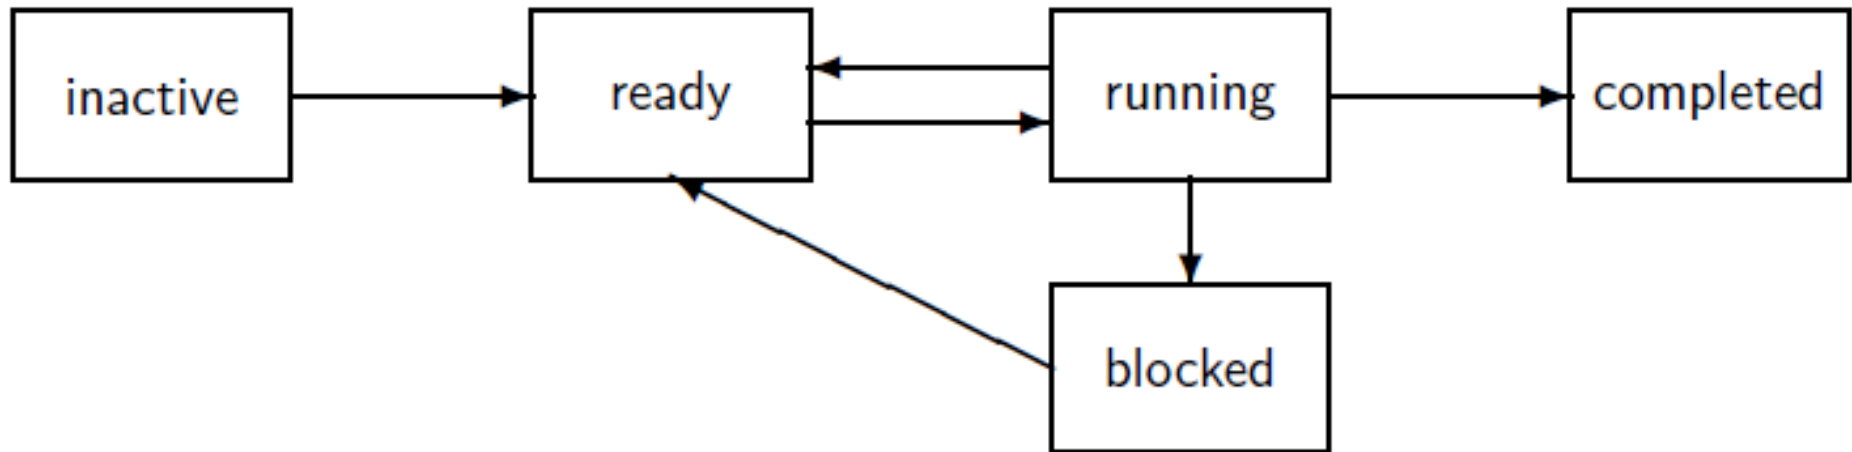 inactive
ready
running
completed
blocked